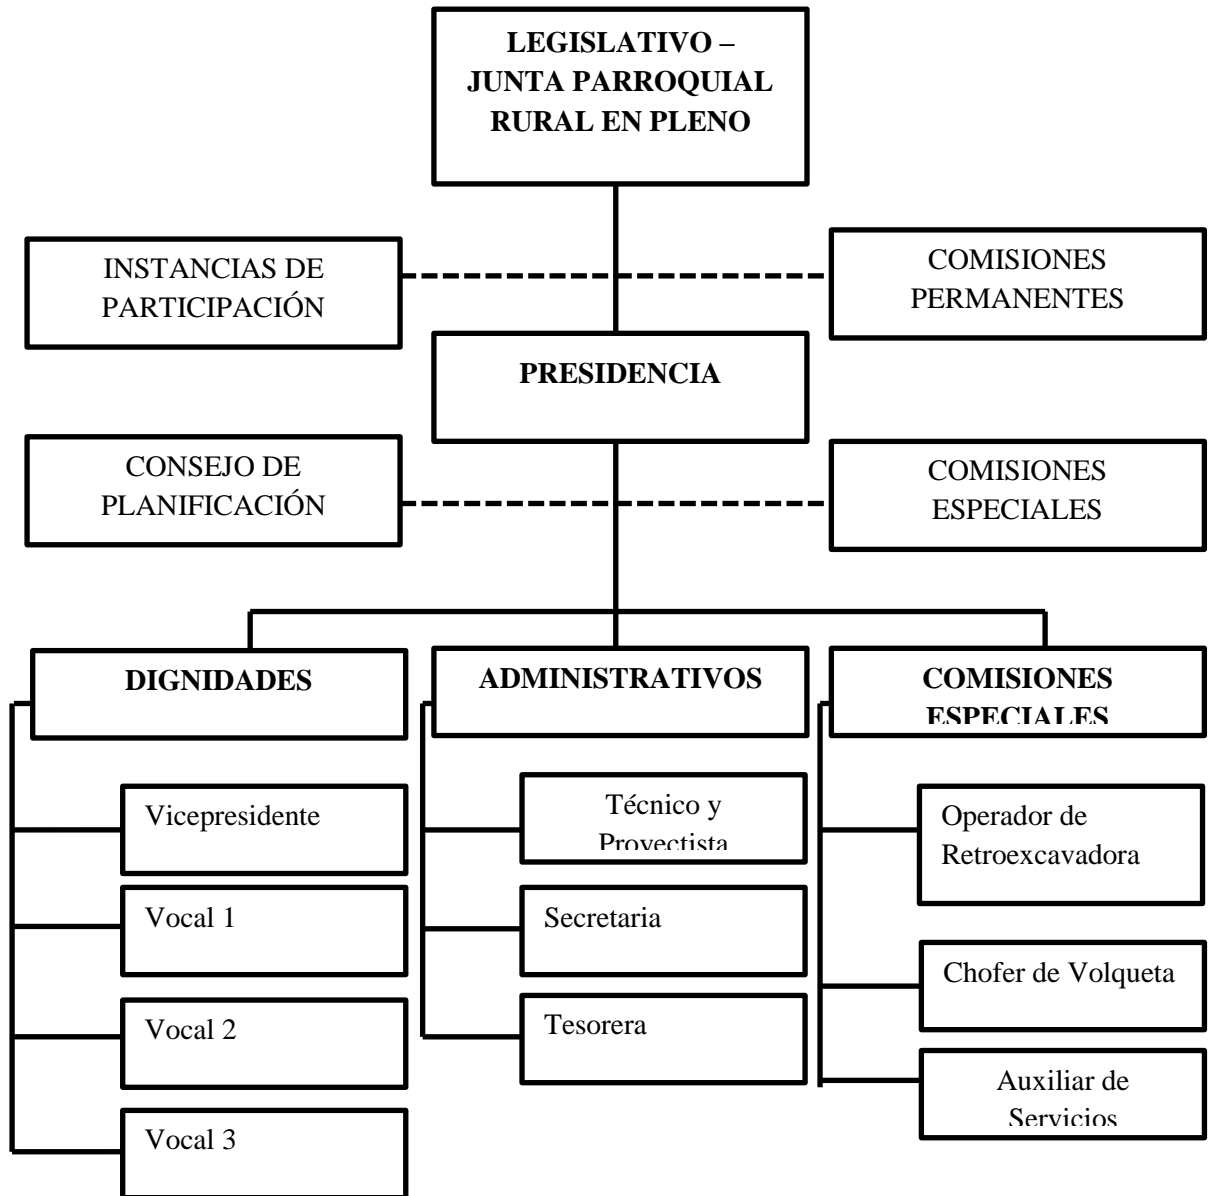 LEGISLATIVO –
JUNTA PARROQUIAL
RURAL EN PLENO
INSTANCIAS DE
PARTICIPACIÓN
COMISIONES
PERMANENTES
PRESIDENCIA
CONSEJO DE
PLANIFICACIÓN
COMISIONES
ESPECIALES
DIGNIDADES
ADMINISTRATIVOS
COMISIONES
ESPECIALES
Vicepresidente
Vocal 1
Vocal 2
Vocal 3
Técnico y
Proyectista
Secretaria
Tesorera
Operador de
Retroexcavadora
Chofer de Volqueta
Auxiliar de
Servicios